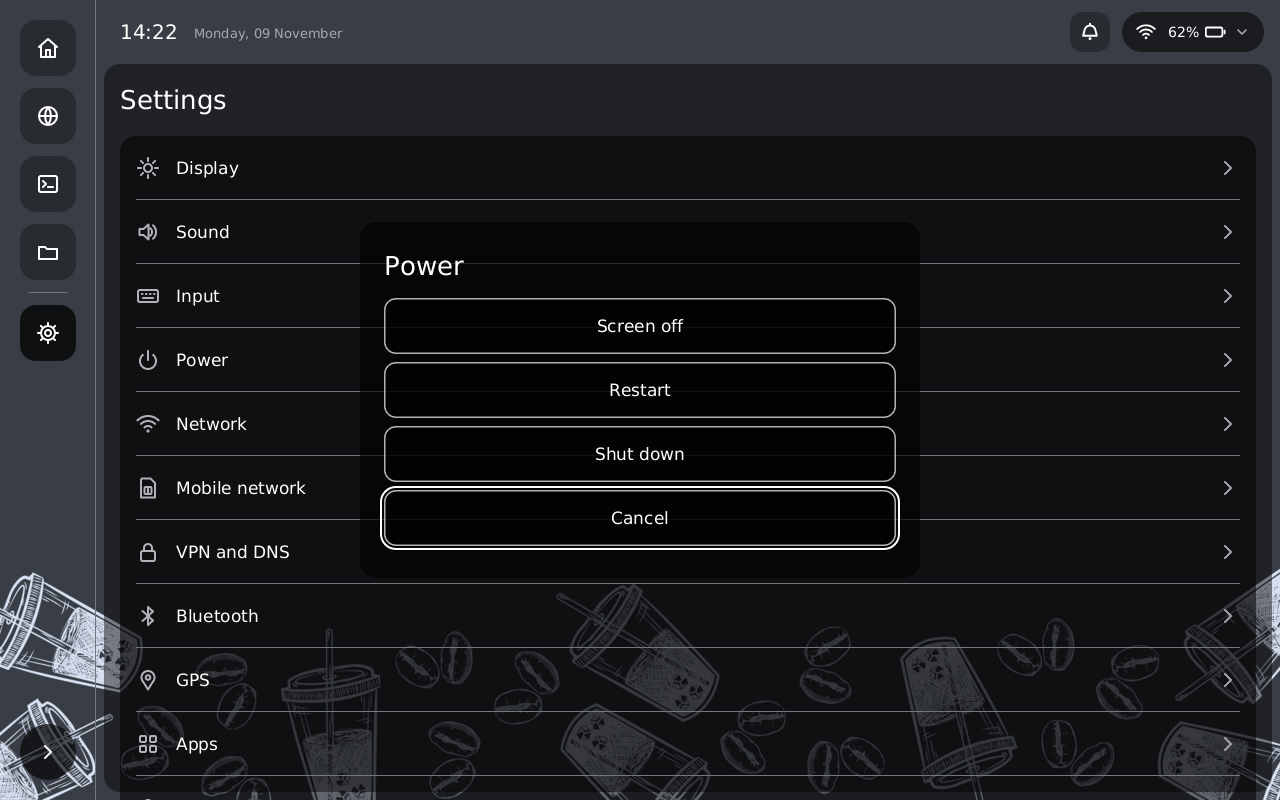 14:22 Monday, 09 November
62%
Settings
Display
Sound
Input
Power
Network
Mobile network
VPN and DNS
Bluetooth
GPS
Apps
Power
Screen off
Restart
Shut down
Cancel